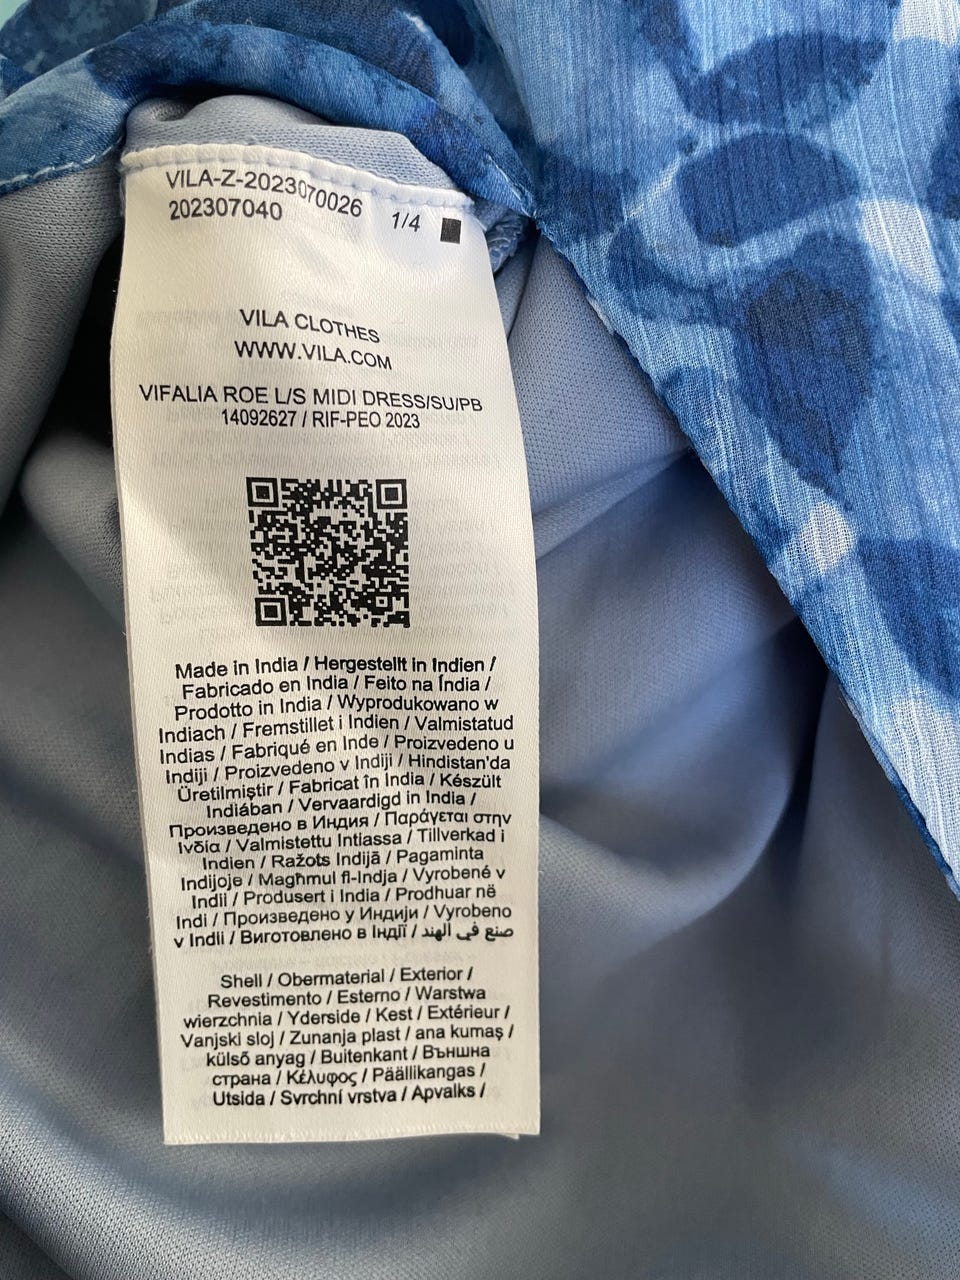 VILA-Z-2023070026
202307040
1/4
VILA CLOTHES
WWW.VILA.COM
VIFALIA ROE L/S MIDI DRESS/SU/PB
14092627 / RIF-PEO 2023
Made in India / Hergestellt in Indien /
Fabricado en India / Feito na Índia /
Prodotto in India / Wyprodukowano w
Indiach / Fremstillet i Indien / Valmistatud
Indias / Fabriqué en Inde / Proizvedeno u
Indiji / Proizvedeno v Indiji / Hindistan'da
Üretilmiştir / Fabricat în India / Készült
Indiában / Vervaardigd in India /
Произведено в Индия / Παράγεται στην
Ινδία / Valmistettu Intiassa / Tillverkad i
Indien / Ražots Indijā / Pagaminta
Indijoje / Magħmul fl-Indja / Vyrobené v
Indii / Produsert i India / Prodhuar në
Indi / Произведено у Индији / Vyrobeno
v Indii / Виготовлено в Індії / صنع في الهند
Shell / Obermaterial / Exterior /
Revestimento / Esterno / Warstwa
wierzchnia / Yderside / Kest / Extérieur /
Vanjski sloj / Zunanja plast / ana kumaş /
külső anyag / Buitenkant / Външна
страна / Κέλυφος / Päällikangas /
Utsida / Svrchní vrstva / Apvalks /